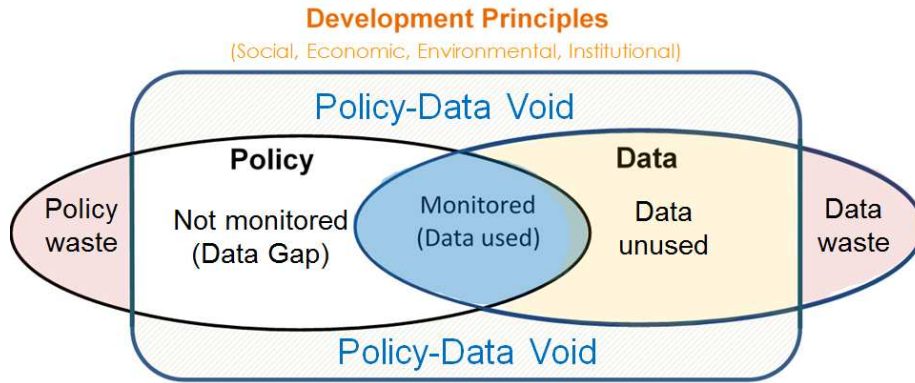 Development Principles
(Social, Economic, Environmental, Institutional)
Policy-Data Void
Policy
Data
Policy
waste
Not monitored
(Data Gap)
Monitored
(Data used)
Data
unused
Data
waste
Policy-Data Void